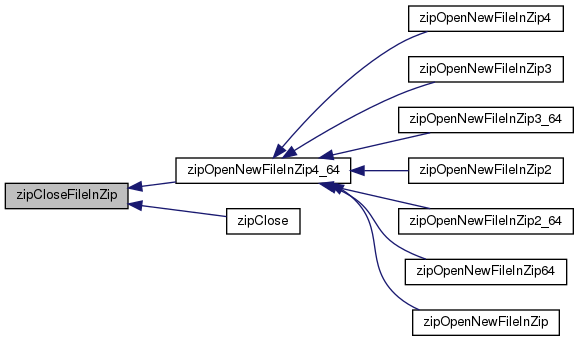 zipOpenNewFileInZip4
zipOpenNewFileInZip3
zipOpenNewFileInZip3_64
zipOpenNewFileInZip4_64
zipOpenNewFileInZip2
zipCloseFileInZip
zipClose
zipOpenNewFileInZip2_64
zipOpenNewFileInZip64
zipOpenNewFileInZip